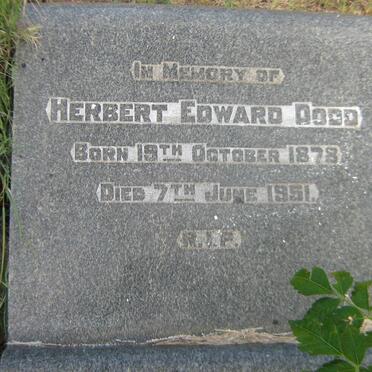 IN MEMORY OF
HERBERT EDWARD DODD
BORN 19TH OCTOBER 1878.
DIED 7TH JUNE 1951.
R.I.P.